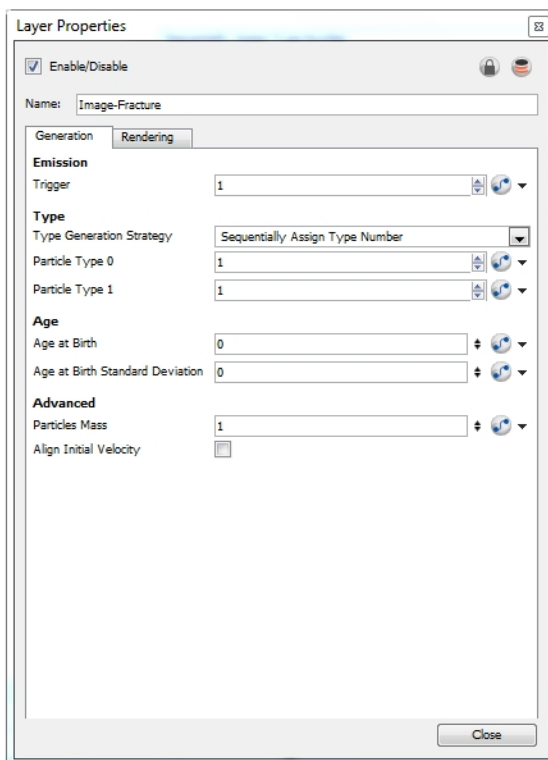 Layer Properties
Enable/Disable
Name: Image-Fracture
Generation Rendering
Emission
Trigger 1
Type
Type Generation Strategy Sequentially Assign Type Number
Particle Type 0 1
Particle Type 1 1
Age
Age at Birth 0
Age at Birth Standard Deviation 0
Advanced
Particles Mass 1
Align Initial Velocity
Close